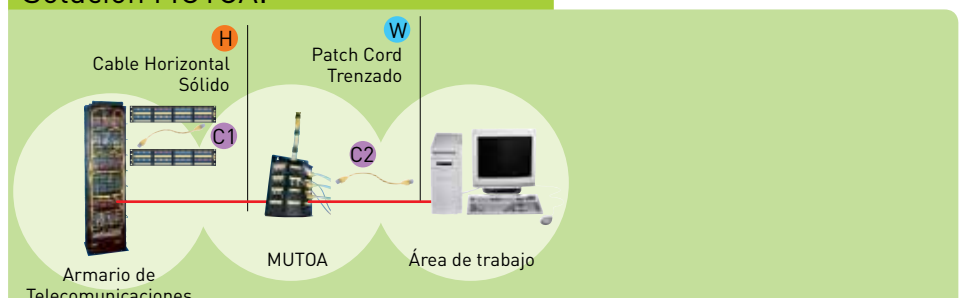 Solución MUTOA:
H
Cable Horizontal
Sólido
W
Patch Cord
Trenzado
C1
C2
Armario de
Telecomunicaciones
MUTOA
Área de trabajo